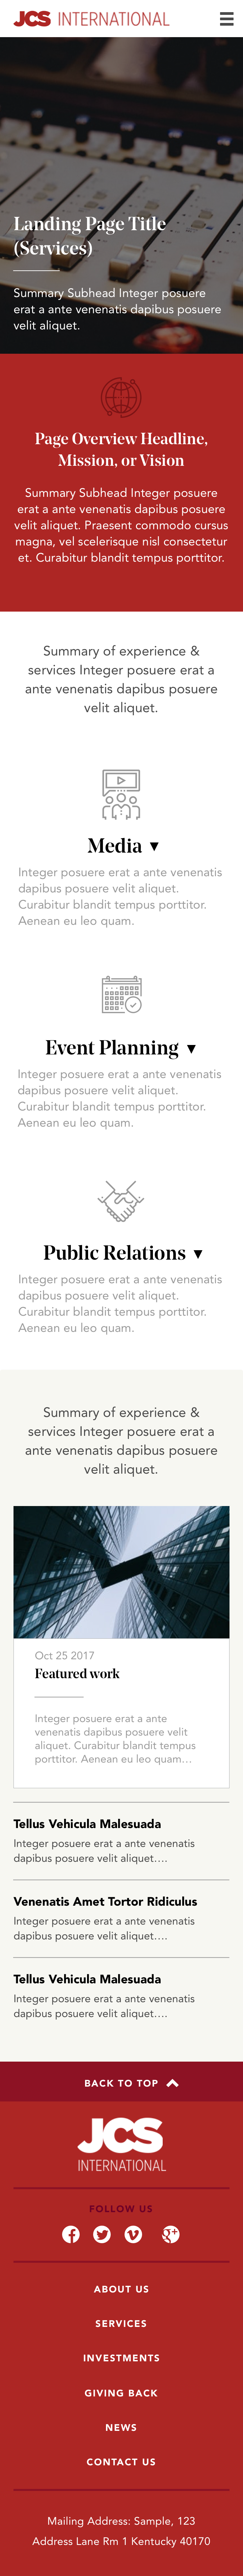 JCS INTERNATIONAL
Landing Page Title
(Services)
Summary Subhead Integer posuere
erat a ante venenatis dapibus posuere
velit aliquet.
Page Overview Headline,
Mission, or Vision
Summary Subhead Integer posuere
erat a ante venenatis dapibus posuere
velit aliquet. Praesent commodo cursus
magna, vel scelerisque nisl consectetur
et. Curabitur blandit tempus porttitor.
Summary of experience &
services Integer posuere erat a
ante venenatis dapibus posuere
velit aliquet.
Media ▼
Integer posuere erat a ante venenatis
dapibus posuere velit aliquet.
Curabitur blandit tempus porttitor.
Aenean eu leo quam.
Event Planning ▼
Integer posuere erat a ante venenatis
dapibus posuere velit aliquet.
Curabitur blandit tempus porttitor.
Aenean eu leo quam.
Public Relations ▼
Integer posuere erat a ante venenatis
dapibus posuere velit aliquet.
Curabitur blandit tempus porttitor.
Aenean eu leo quam.
Summary of experience &
services Integer posuere erat a
ante venenatis dapibus posuere
velit aliquet.
Oct 25 2017
Featured work
Integer posuere erat a ante
venenatis dapibus posuere velit
aliquet. Curabitur blandit tempus
porttitor. Aenean eu leo quam…
Tellus Vehicula Malesuada
Integer posuere erat a ante venenatis
dapibus posuere velit aliquet….
Venenatis Amet Tortor Ridiculus
Integer posuere erat a ante venenatis
dapibus posuere velit aliquet….
Tellus Vehicula Malesuada
Integer posuere erat a ante venenatis
dapibus posuere velit aliquet….
BACK TO TOP
JCS
INTERNATIONAL
FOLLOW US
ABOUT US
SERVICES
INVESTMENTS
GIVING BACK
NEWS
CONTACT US
Mailing Address: Sample, 123
Address Lane Rm 1 Kentucky 40170